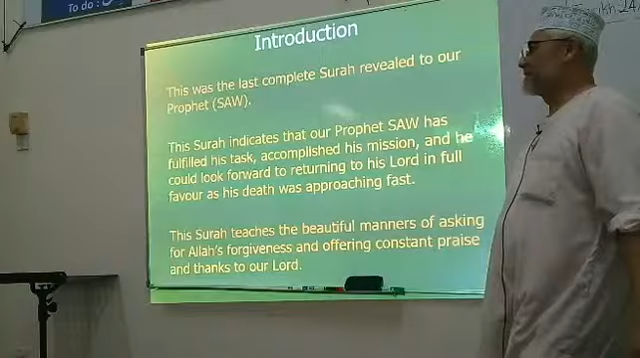 To do :
Introduction
This was the last complete Surah revealed to our
Prophet (SAW).
This Surah indicates that our Prophet SAW has
fulfilled his task, accomplished his mission, and he
could look forward to returning to his Lord in full
favour as his death was approaching fast.
This Surah teaches the beautiful manners of asking
for Allah's forgiveness and offering constant praise
and thanks to our Lord.